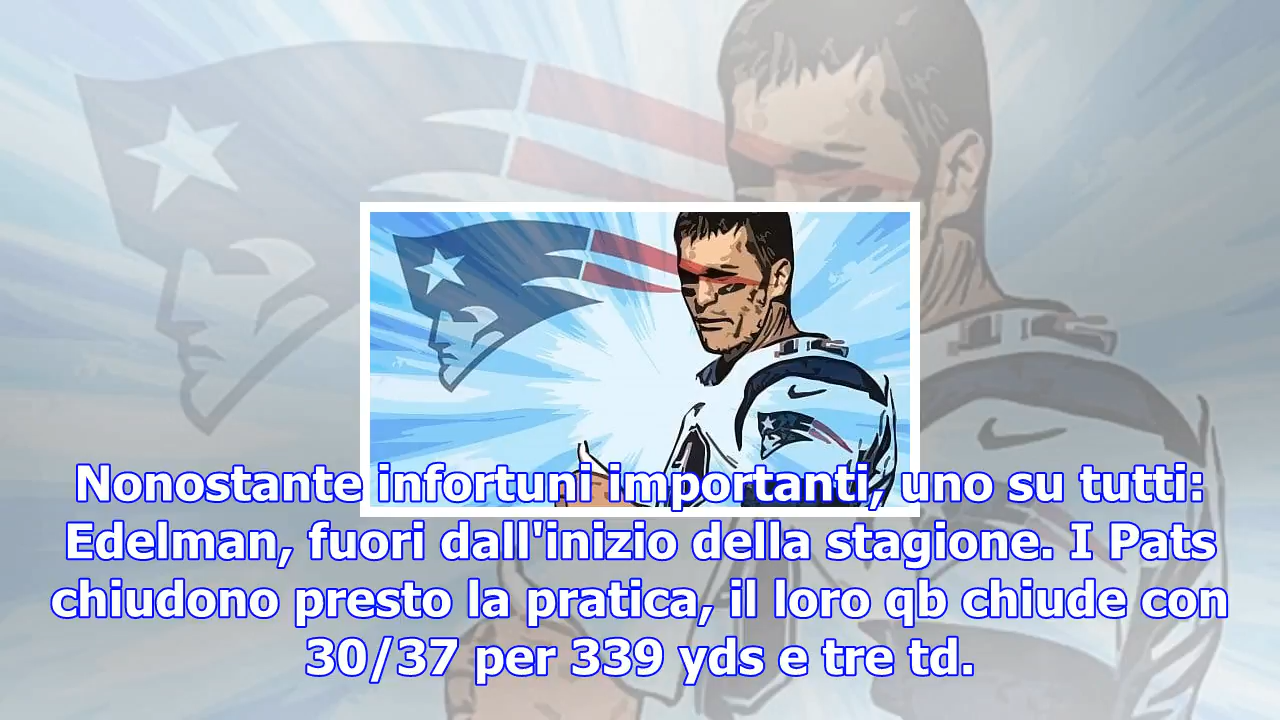 Nonostante infortuni importanti, uno su tutti:
Edelman, fuori dall'inizio della stagione. I Pats
chiudono presto la pratica, il loro qb chiude con
30/37 per 339 yds e tre td.